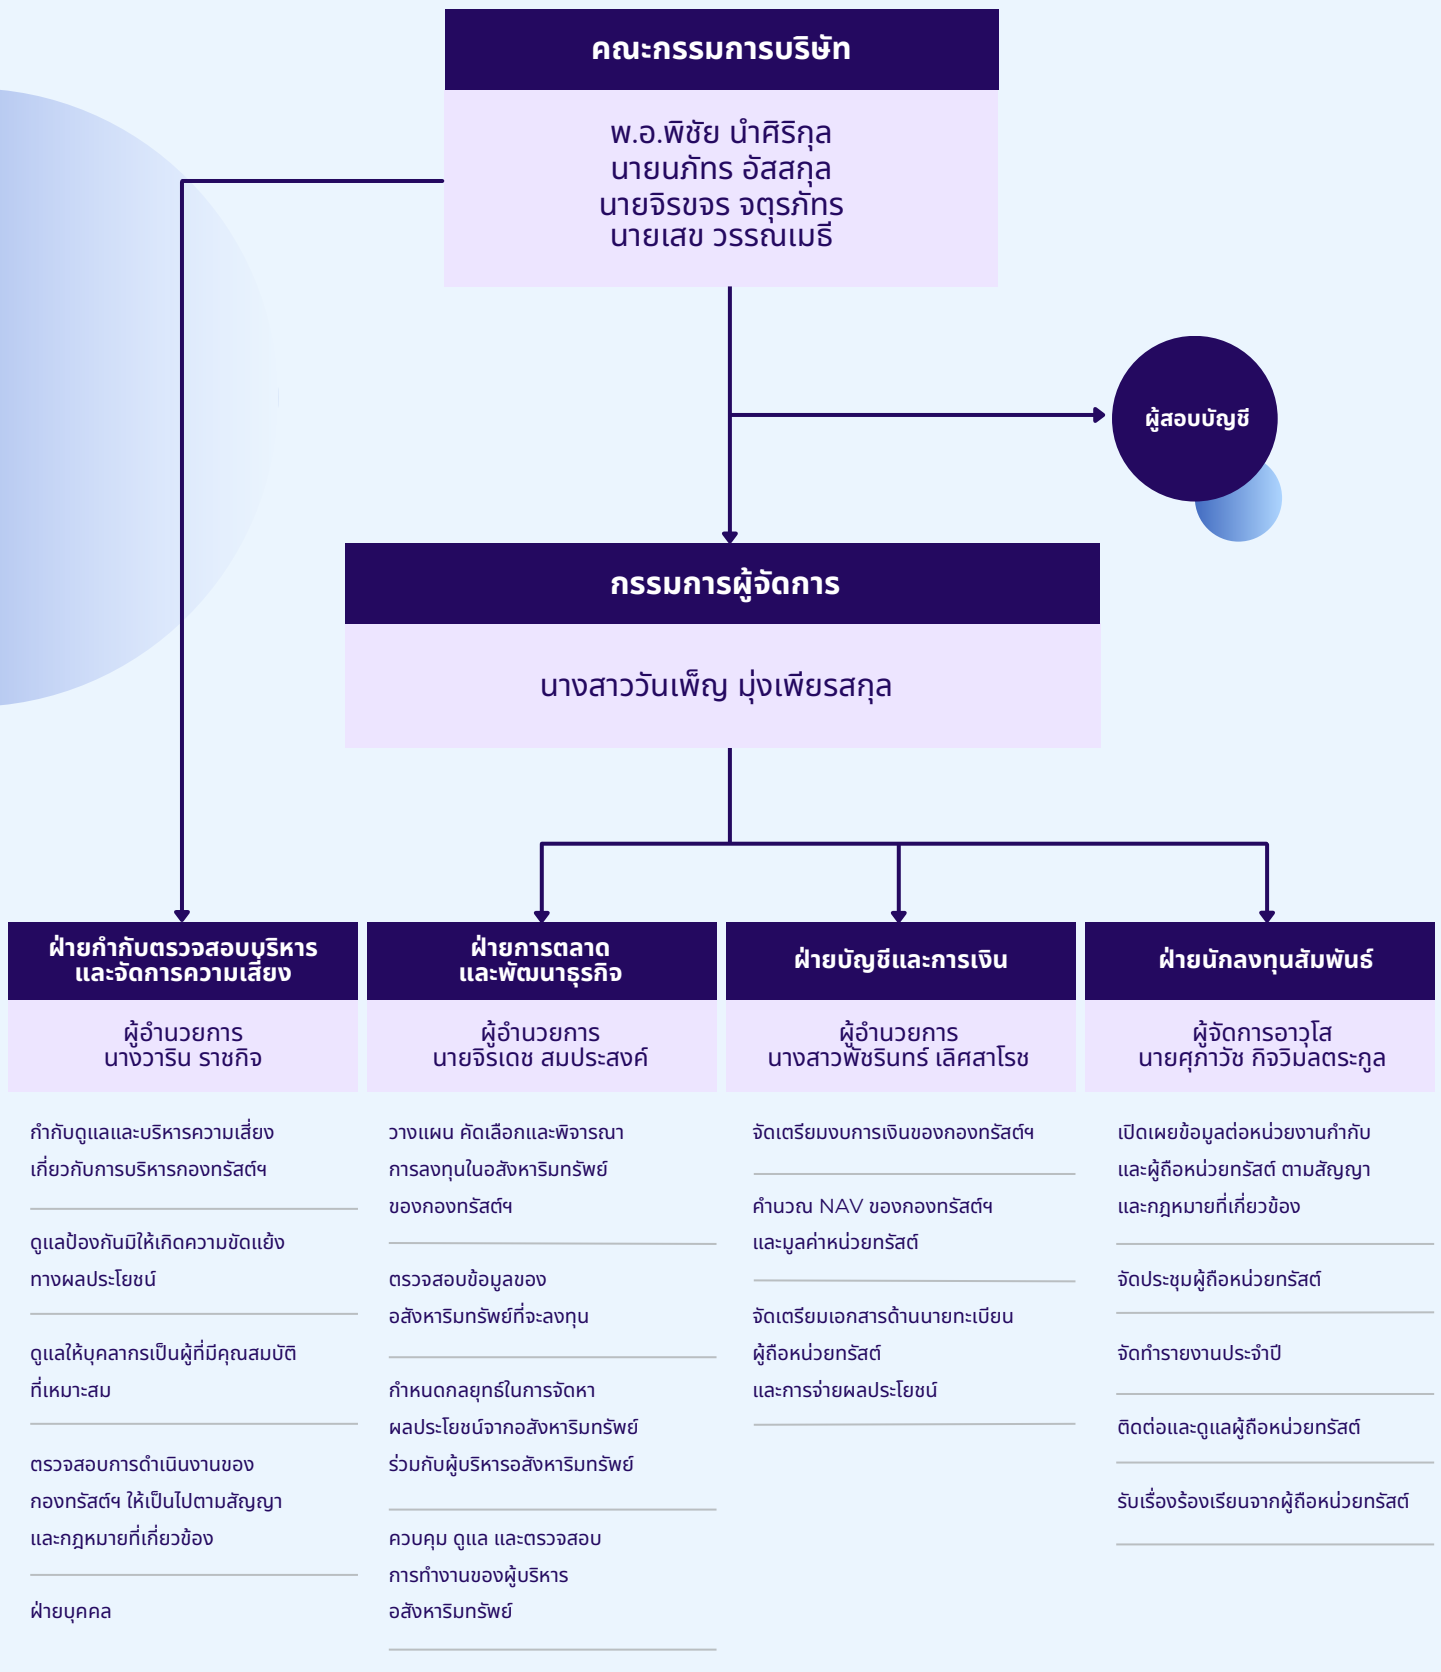 คณะกรรมการบริษัท
พ.อ.พิชัย นำศิริกุล
นายนภัทร อัสสกุล
นายจิรขจร จตุรภัทร
นายเสข วรรณเมธี
ผู้สอบบัญชี
กรรมการผู้จัดการ
นางสาววันเพ็ญ มุ่งเพียรสกุล
ฝ่ายกำกับตรวจสอบบริหาร
และจัดการความเสี่ยง
ผู้อำนวยการ
นางวาริน ราชกิจ
กำกับดูแลและบริหารความเสี่ยง
เกี่ยวกับการบริหารกองทรัสต์ฯ
ดูแลป้องกันมิให้เกิดความขัดแย้ง
ทางผลประโยชน์
ดูแลให้บุคลากรเป็นผู้ที่มีคุณสมบัติ
ที่เหมาะสม
ตรวจสอบการดำเนินงานของ
กองทรัสต์ฯ ให้เป็นไปตามสัญญา
และกฎหมายที่เกี่ยวข้อง
ฝ่ายบุคคล
ฝ่ายการตลาด
และพัฒนาธุรกิจ
ผู้อำนวยการ
นายจิรเดช สมประสงค์
วางแผน คัดเลือกและพิจารณา
การลงทุนในอสังหาริมทรัพย์
ของกองทรัสต์ฯ
ตรวจสอบข้อมูลของ
อสังหาริมทรัพย์ที่จะลงทุน
กำหนดกลยุทธ์ในการจัดหา
ผลประโยชน์จากอสังหาริมทรัพย์
ร่วมกับผู้บริหารอสังหาริมทรัพย์
ควบคุม ดูแล และตรวจสอบ
การทำงานของผู้บริหาร
อสังหาริมทรัพย์
ฝ่ายบัญชีและการเงิน
ผู้อำนวยการ
นางสาวพัชรินทร์ เลิศสาโรช
จัดเตรียมงบการเงินของกองทรัสต์ฯ
คำนวณ NAV ของกองทรัสต์ฯ
และมูลค่าหน่วยทรัสต์
จัดเตรียมเอกสารด้านนายทะเบียน
ผู้ถือหน่วยทรัสต์
และการจ่ายผลประโยชน์
ฝ่ายนักลงทุนสัมพันธ์
ผู้จัดการอาวุโส
นายศุภาวัช กิจวิมลตระกูล
เปิดเผยข้อมูลต่อหน่วยงานกำกับ
และผู้ถือหน่วยทรัสต์ ตามสัญญา
และกฎหมายที่เกี่ยวข้อง
จัดประชุมผู้ถือหน่วยทรัสต์
จัดทำรายงานประจำปี
ติดต่อและดูแลผู้ถือหน่วยทรัสต์
รับเรื่องร้องเรียนจากผู้ถือหน่วยทรัสต์